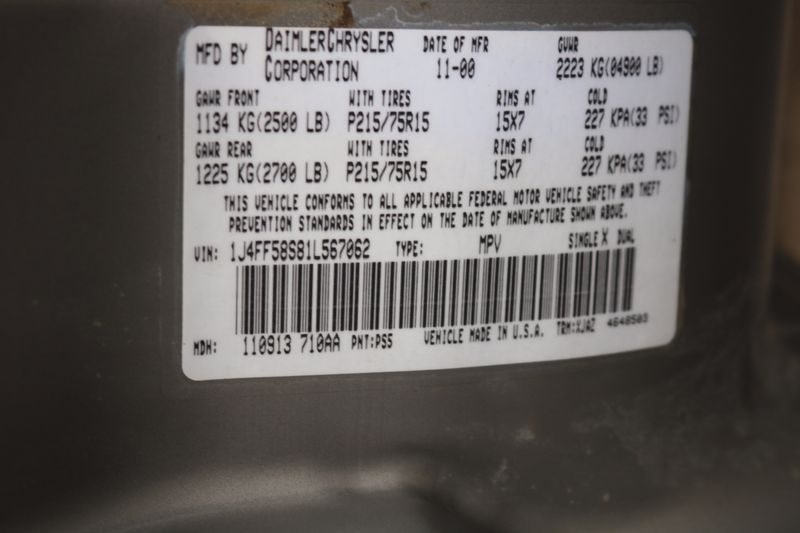 MFD BY DAIMLERCHRYSLER CORPORATION DATE OF MFR 11-00 GVWR 2223 KG(04900 LB)
GAWR FRONT WITH TIRES RIMS AT COLD
1134 KG(2500 LB) P215/75R15 15X7 227 KPA(33 PSI)
GAWR REAR WITH TIRES RIMS AT COLD
1225 KG(2700 LB) P215/75R15 15X7 227 KPA(33 PSI)
THIS VEHICLE CONFORMS TO ALL APPLICABLE FEDERAL MOTOR VEHICLE SAFETY AND THEFT
PREVENTION STANDARDS IN EFFECT ON THE DATE OF MANUFACTURE SHOWN ABOVE.
VIN: 1J4FF58S81L567062 TYPE: MPV SINGLE X DUAL
MDH: 110913 710AA PNT:PS5 VEHICLE MADE IN U.S.A. TRM:XJAZ 4648503